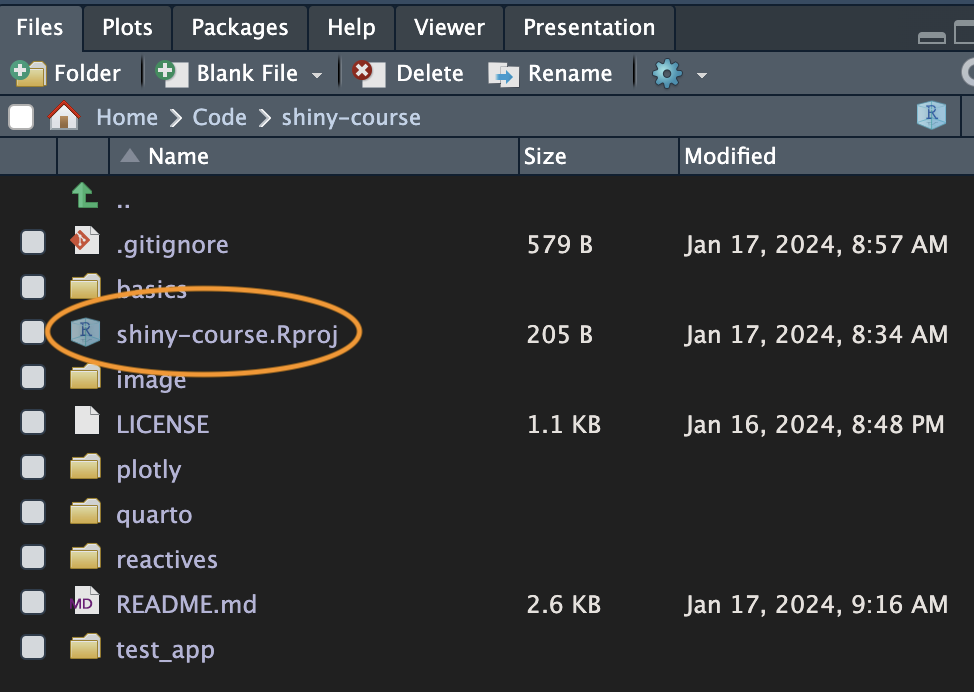 Files Plots Packages Help Viewer Presentation
Folder Blank File Delete Rename
Home Code shiny-course R
Name Size Modified
..
.gitignore 579 B Jan 17, 2024, 8:57 AM
basics
R shiny-course.Rproj 205 B Jan 17, 2024, 8:34 AM
image
LICENSE 1.1 KB Jan 16, 2024, 8:48 PM
plotly
quarto
reactives
MD README.md 2.6 KB Jan 17, 2024, 9:16 AM
test_app